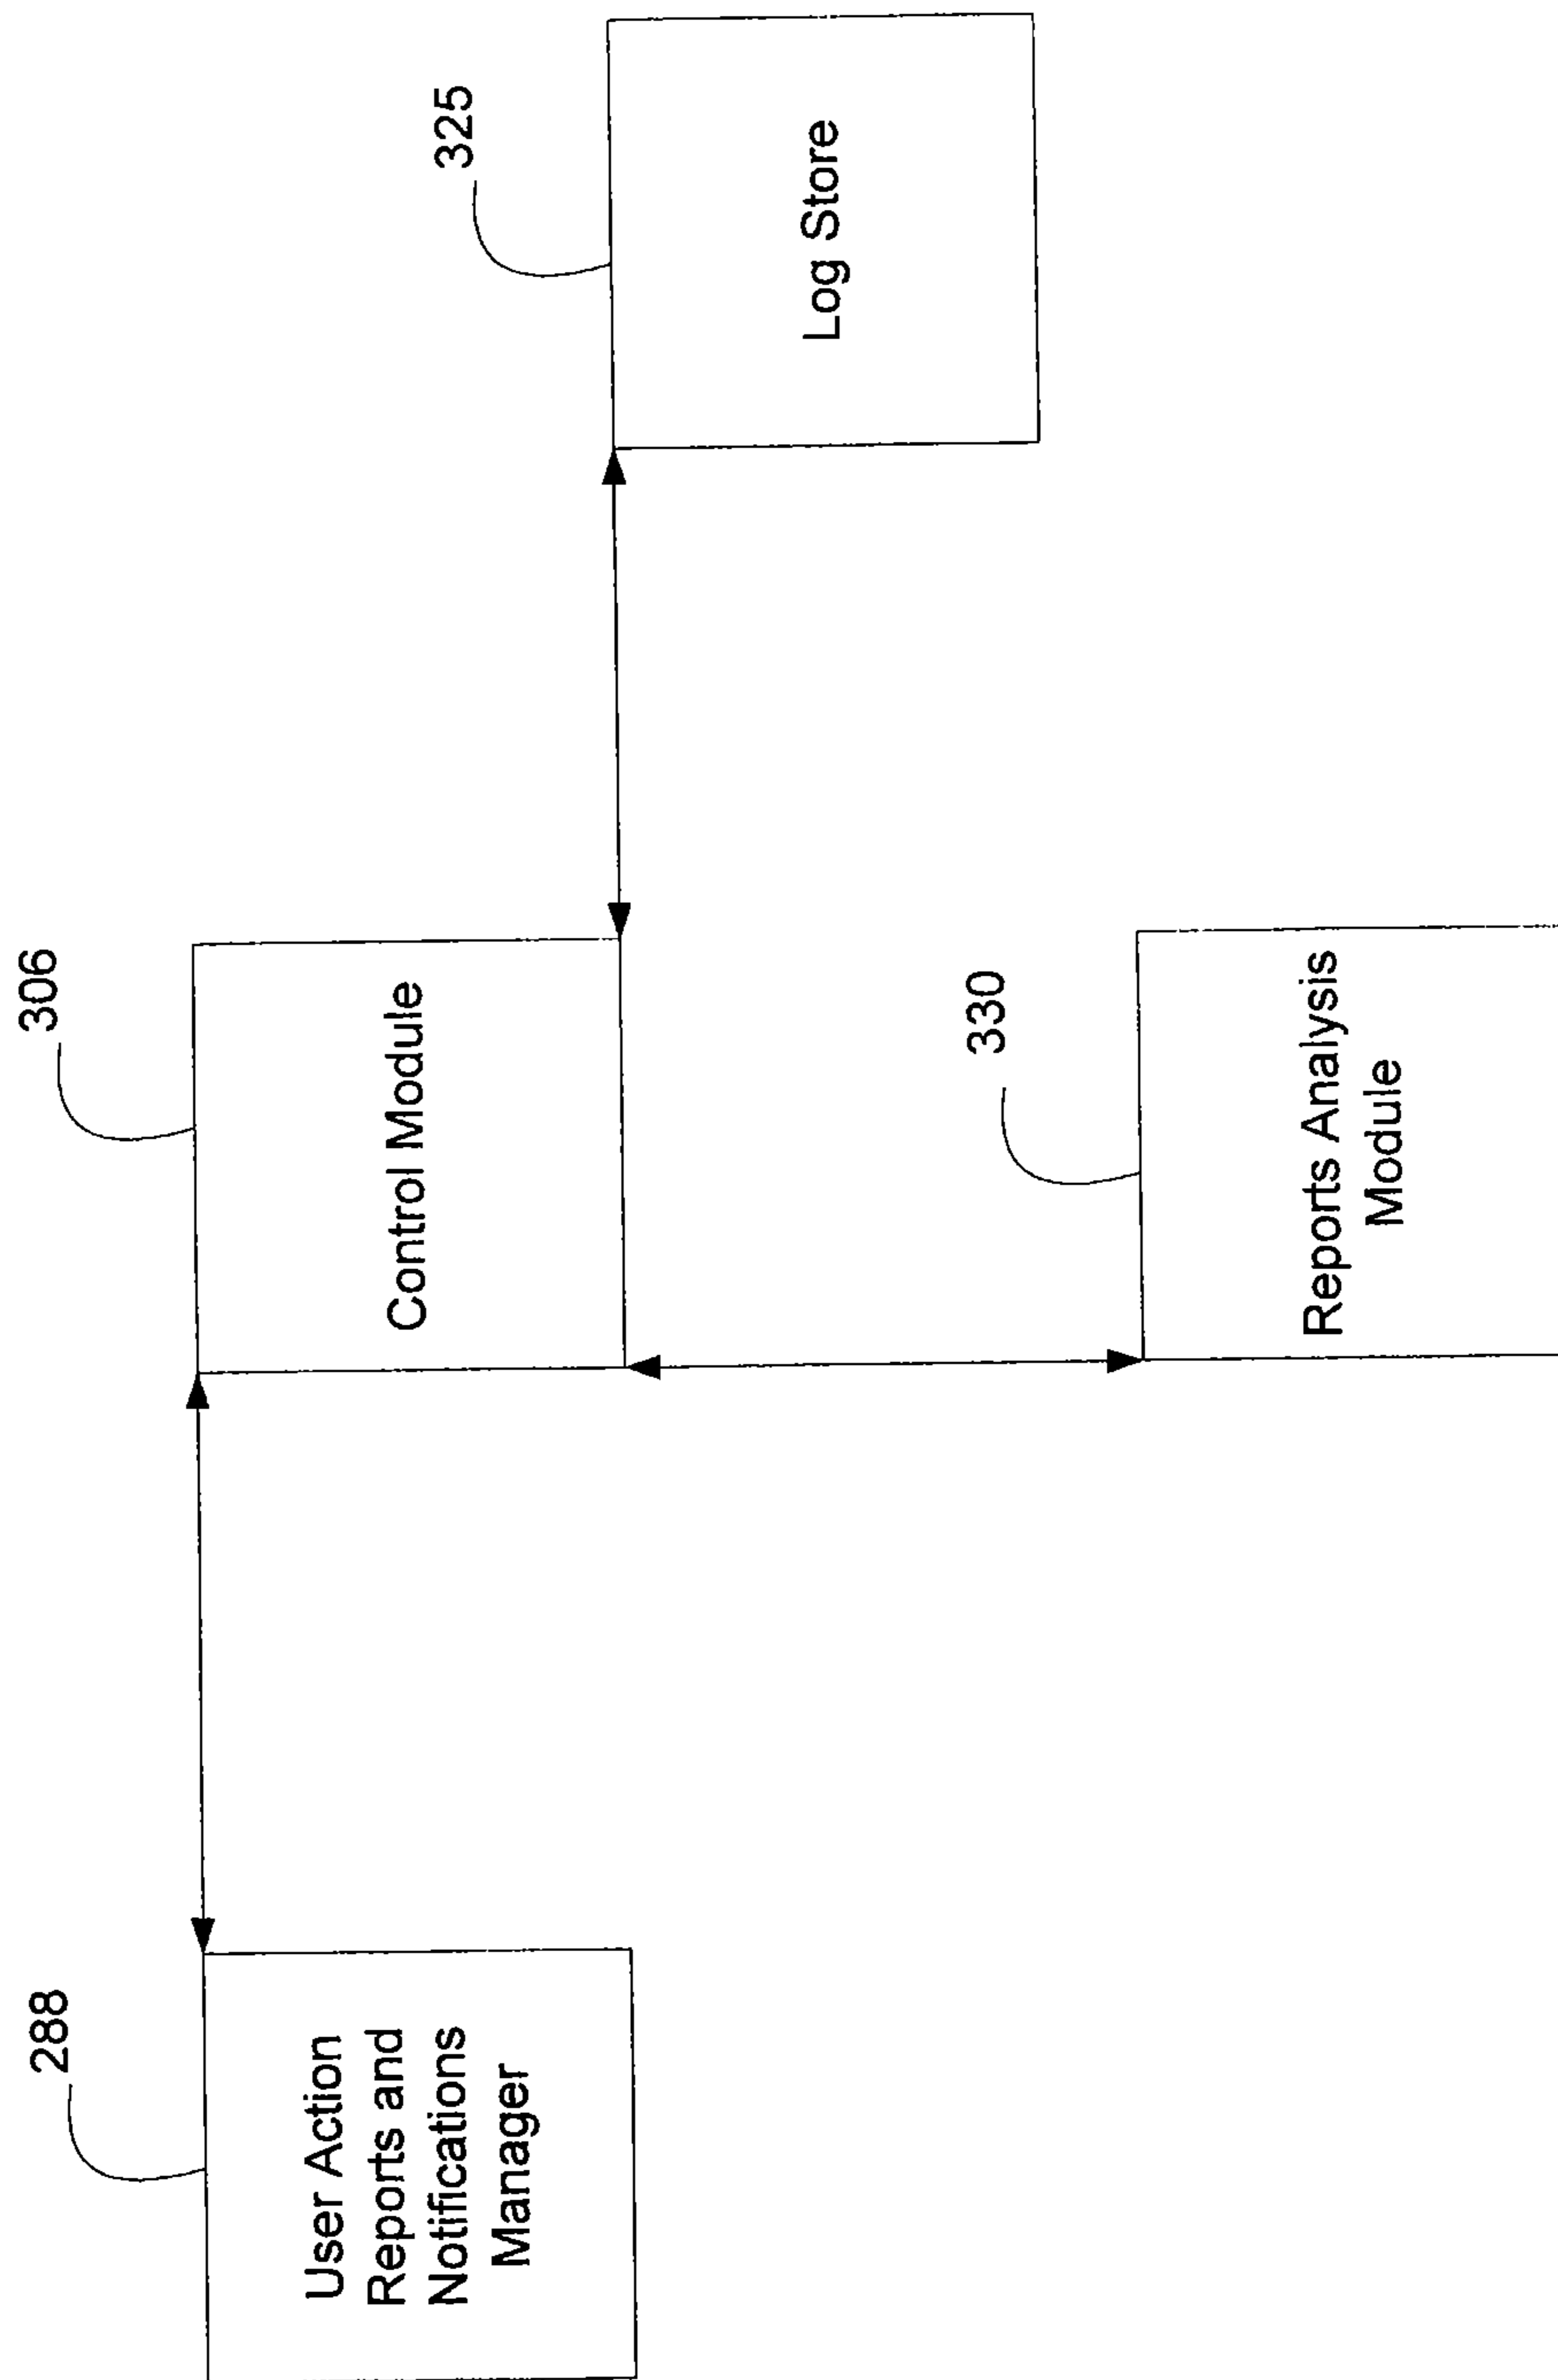 288
User Action
Reports and
Notifications
Manager
306
Control Module
325
Log Store
330
Reports Analysis
Module